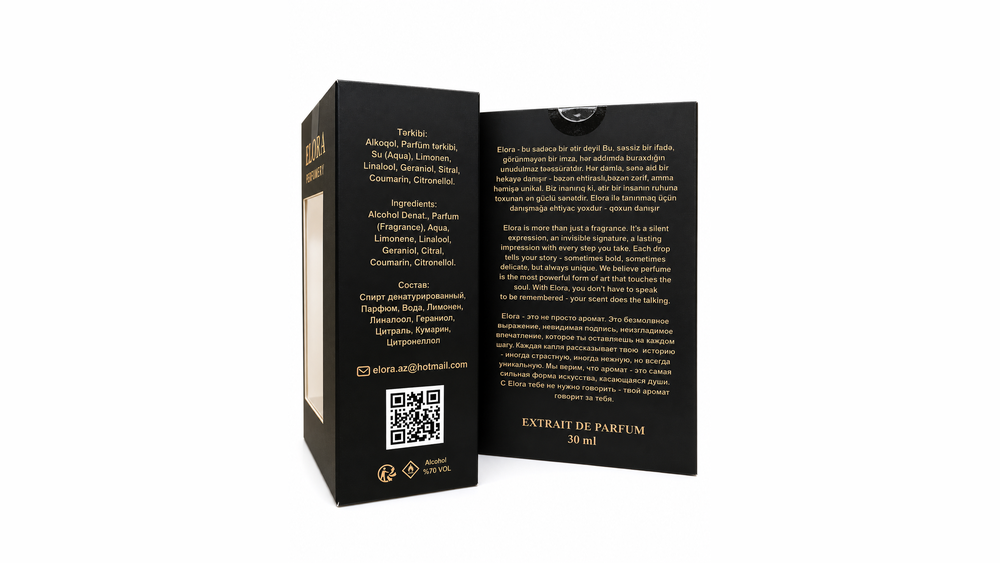 ELORA
PERFUMERY
Tərkibi:
Alkoqol, Parfüm tərkibi,
Su (Aqua), Limonen,
Linalool, Geraniol, Sitral,
Coumarin, Citronellol.
Ingredients:
Alcohol Denat., Parfum
(Fragrance), Aqua,
Limonene, Linalool,
Geraniol, Citral,
Coumarin, Citronellol.
Состав:
Спирт денатурированный,
Парфюм, Вода, Лимонен,
Линалоол, Гераниол,
Цитраль, Кумарин,
Цитронеллол
elora.az@hotmail.com
Alcohol
%70 VOL
Elora - bu sadəcə bir ətir deyil Bu, səssiz bir ifadə,
görünməyən bir imza, hər addımda buraxdığın
unudulmaz təəssüratdır. Hər damla, sənə aid bir
hekayə danışır - bəzən ehtiraslı,bəzən zərif, amma
həmişə unikal. Biz inanırıq ki, ətir bir insanın ruhuna
toxunan ən güclü sənətdir. Elora ilə tanınmaq üçün
danışmağa ehtiyac yoxdur - qoxun danışır
Elora is more than just a fragrance. It's a silent
expression, an invisible signature, a lasting
impression with every step you take. Each drop
tells your story - sometimes bold, sometimes
delicate, but always unique. We believe perfume
is the most powerful form of art that touches the
soul. With Elora, you don't have to speak
to be remembered - your scent does the talking.
Elora - это не просто аромат. Это безмолвное
выражение, невидимая подпись, неизгладимое
впечатление, которое ты оставляешь на каждом
шагу. Каждая капля рассказывает твою историю
- иногда страстную, иногда нежную, но всегда
уникальную. Мы верим, что аромат - это самая
сильная форма искусства, касающаяся души.
С Elora тебе не нужно говорить - твой аромат
говорит за тебя.
EXTRAIT DE PARFUM
30 ml